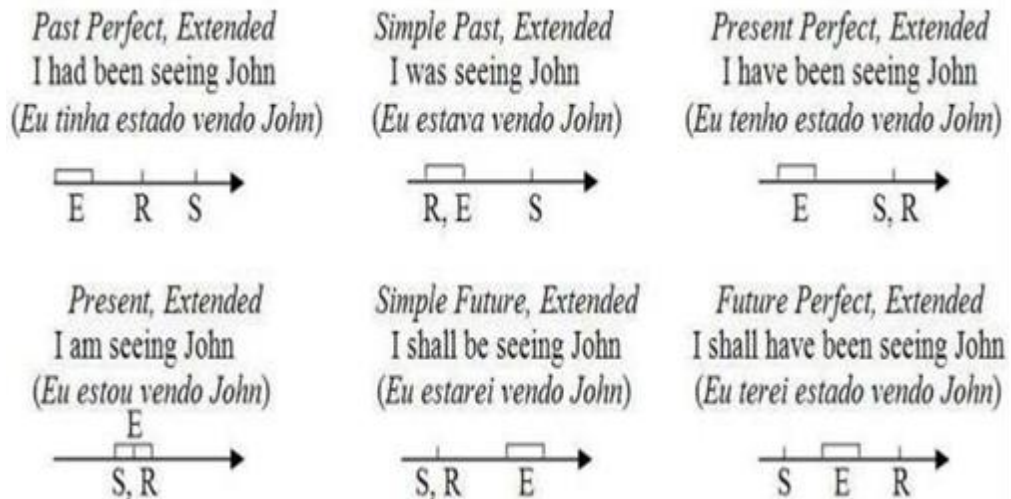 Past Perfect, Extended
I had been seeing John
(Eu tinha estado vendo John)
E R S
Simple Past, Extended
I was seeing John
(Eu estava vendo John)
R, E S
Present Perfect, Extended
I have been seeing John
(Eu tenho estado vendo John)
E S, R
Present, Extended
I am seeing John
(Eu estou vendo John)
E
S, R
Simple Future, Extended
I shall be seeing John
(Eu estarei vendo John)
S, R E
Future Perfect, Extended
I shall have been seeing John
(Eu terei estado vendo John)
S E R